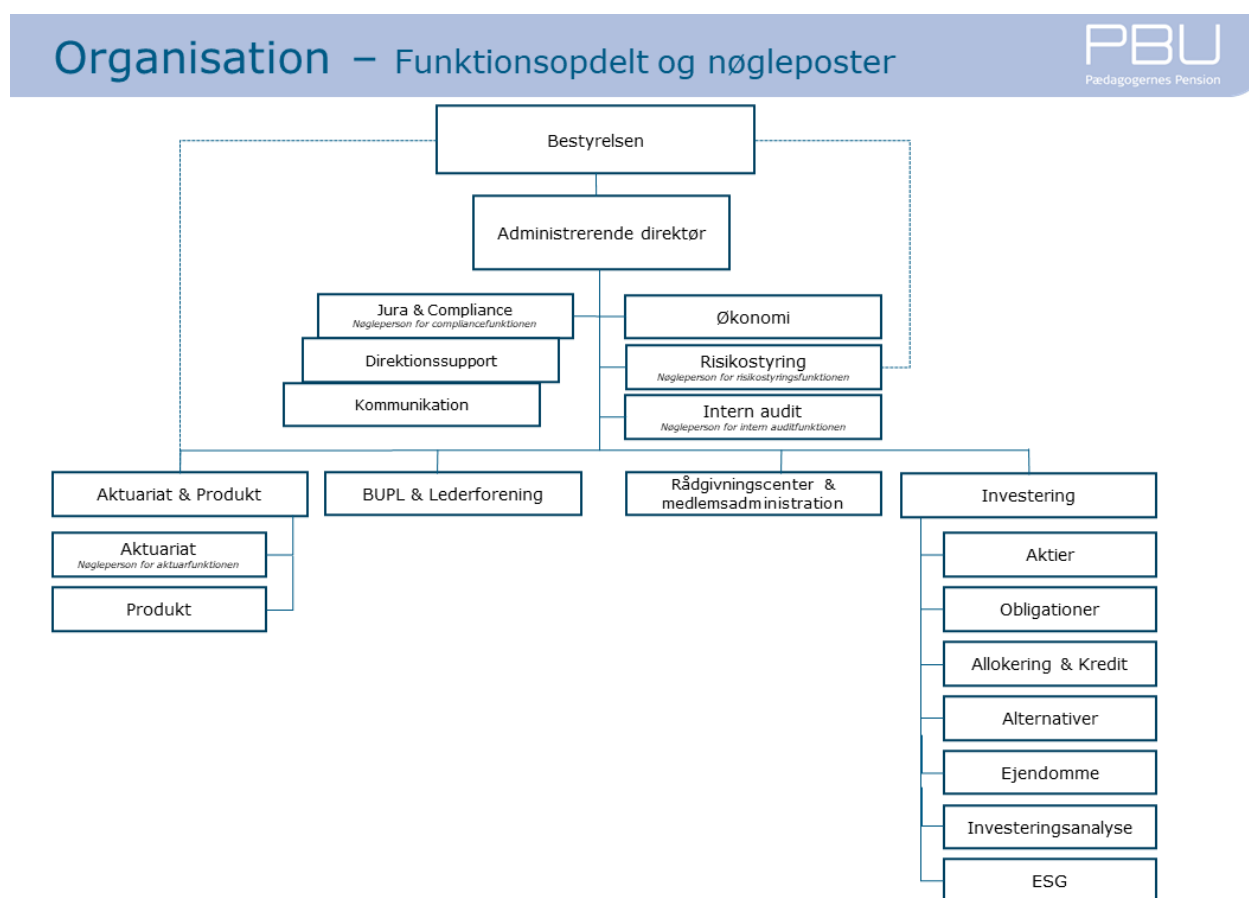 Organisation – Funktionsopdelt og nøgleposter
PBU
Pædagogernes Pension
Bestyrelsen
Administrerende direktør
Jura & Compliance
Nøgleperson for compliancefunktionen
Direktionssupport
Kommunikation
Økonomi
Risikostyring
Nøgleperson for risikostyringsfunktionen
Intern audit
Nøgleperson for intern auditfunktionen
Aktuariat & Produkt
Aktuariat
Nøgleperson for aktuarfunktionen
Produkt
BUPL & Lederforening
Rådgivningscenter &
medlemsadministration
Investering
Aktier
Obligationer
Allokering & Kredit
Alternativer
Ejendomme
Investeringsanalyse
ESG